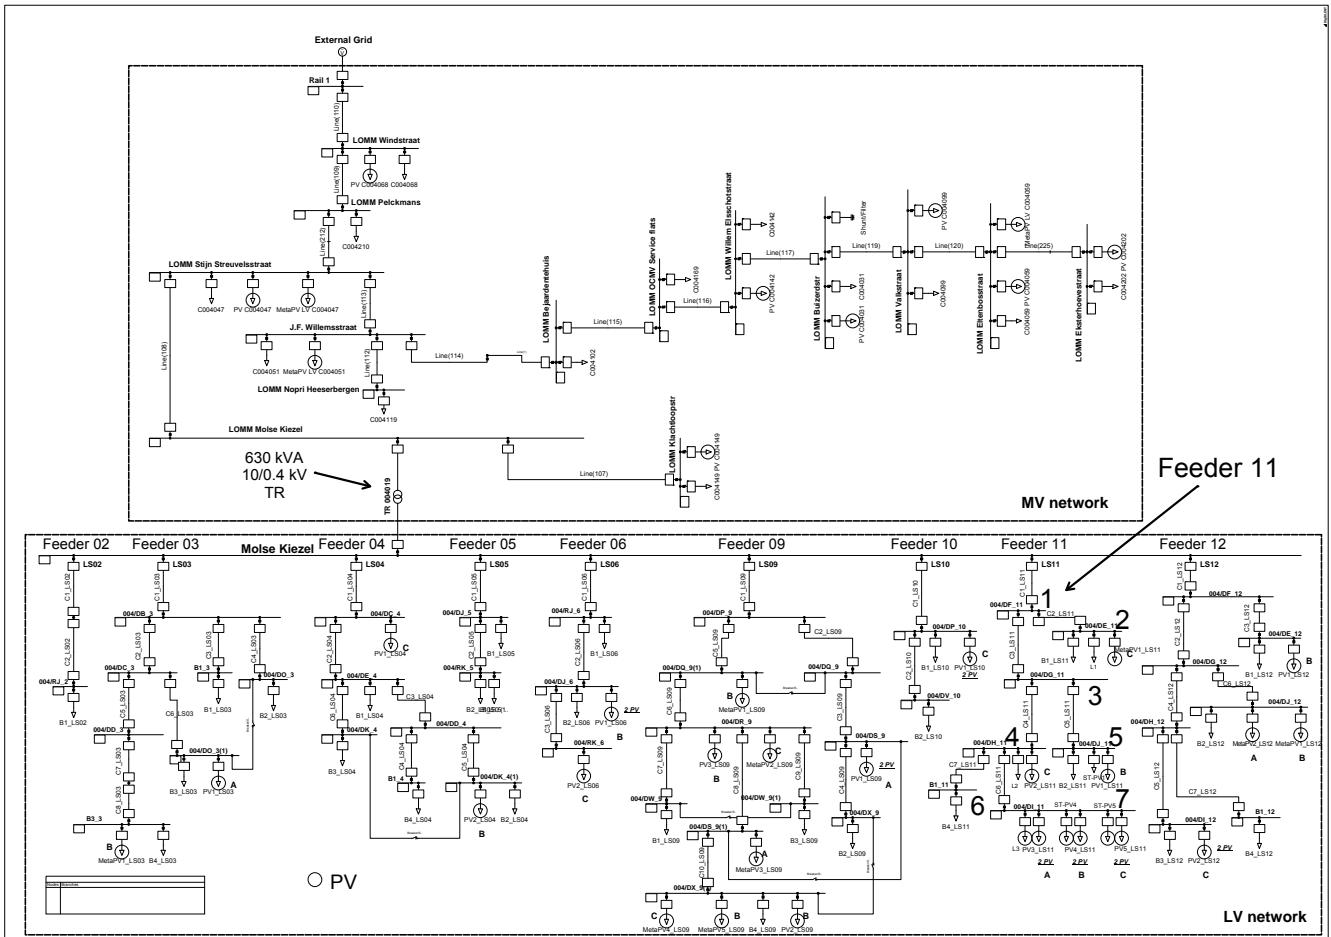 External Grid
Rail 1
Line(110)
LOMM Windstraat
PV C004068
C004068
Line(109)
LOMM Pelckmans
C004210
Line(212)
LOMM Stijn Streuvelsstraat
C004047
PV C004047
MetaPV LV C004047
Line(113)
J.F. Willemsstraat
C004051
MetaPV LV C004051
Line(112)
Line(114)
LOMM Nopri Heeserbergen
C004119
Line(108)
LOMM Bejaardentehuis
C004102
Line(115)
LOMM OCMV Service flats
C004169
Line(116)
LOMM Willem Elsschotstraat
C004142
PV C004142
Line(117)
LOMM Buizerdstr
Shunt/Filter
C004031
PV C004031
Line(119)
LOMM Valkstraat
PV C004099
C004099
Line(120)
LOMM Eltenbosstraat
MetaPV LV C004059
C004059 PV C004059
Line(225)
LOMM Eksterhoevestraat
C004202 PV C004202
LOMM Molse Kiezel
630 kVA
10/0.4 kV
TR
TR 004019
Line(107)
LOMM Klachtloopstr
C004149 PV C004149
MV network
Feeder 11
Feeder 02
Feeder 03
Molse Kiezel
Feeder 04
Feeder 05
Feeder 06
Feeder 09
Feeder 10
Feeder 11
Feeder 12
LS02
LS03
LS04
LS05
LS06
LS09
LS10
LS11
LS12
C1_LS02
C2_LS02
004/RJ_2
B1_LS02
C1_LS03
004/DB_3
C2_LS03
C3_LS03
C4_LS03
004/DC_3
B1_3
004/DO_3
B1_LS03
B2_LS03
C5_LS03
C6_LS03
004/DD_3
004/DO_3(1)
C7_LS03
B3_LS03
PV1_LS03
A
C8_LS03
B3_3
B
MetaPV1_LS03
B4_LS03
C1_LS04
004/DC_4
C2_LS04
C
PV1_LS04
004/DE_4
C6_LS04
B1_LS04
C3_LS04
004/DK_4
B3_LS04
004/DD_4
C4_LS04
C5_LS04
B1_4
004/DK_4(1)
B4_LS04
PV2_LS04
B2_LS04
B
C1_LS05
004/DJ_5
C2_LS05
B1_LS05
004/RK_5
C1_LS06
004/RJ_6
C2_LS06
B1_LS06
004/DJ_6
C3_LS06
B2_LS06
PV1_LS06
2 PV
B
004/RK_6
PV2_LS06
C
C1_LS09
004/DP_9
C5_LS09
C2_LS09
004/DQ_9(1)
004/DQ_9
C6_LS09
B
MetaPV1_LS09
C3_LS09
004/DR_9
C7_LS09
PV3_LS09
B
C8_LS09
C
MetaPV2_LS09
C9_LS09
004/DS_9
PV1_LS09
2 PV
A
C4_LS09
004/DW_9
004/DW_9(1)
004/DX_9
B1_LS09
B3_LS09
B2_LS09
004/DS_9(1)
C10_LS09
A
MetaPV3_LS09
C
MetaPV4_LS09
B
MetaPV5_LS09
B4_LS09
B
PV2_LS09
C1_LS10
004/DP_10
C2_LS10
B1_LS10
C
PV1_LS10
2 PV
004/DV_10
B2_LS10
C1_LS11
1
004/DF_11
C2_LS11
2
004/DE_11
C3_LS11
B1_LS11
L1
C
MetaPV1_LS11
004/DG_11
3
C4_LS11
C5_LS11
4
004/DH_11
5
004/DJ_11
C7_LS11
C6_LS11
L2
C
PV2_LS11
B2_LS11
B
PV1_LS11
B1_11
6
B4_LS11
004/DI_11
ST-PV4
ST-PV5
7
L3
PV3_LS11
PV4_LS11
PV5_LS11
2 PV
2 PV
2 PV
A
B
C
C1_LS12
004/DF_12
C2_LS12
C3_LS12
004/DE_12
B1_LS12
B
PV1_LS12
004/DG_12
C4_LS12
C6_LS12
004/DJ_12
B2_LS12
MetaPV2_LS12
MetaPV1_LS12
A
B
004/DH_12
C5_LS12
C7_LS12
004/DI_12
B1_12
B3_LS12
PV2_LS12
2 PV
C
B4_LS12
PV
LV network